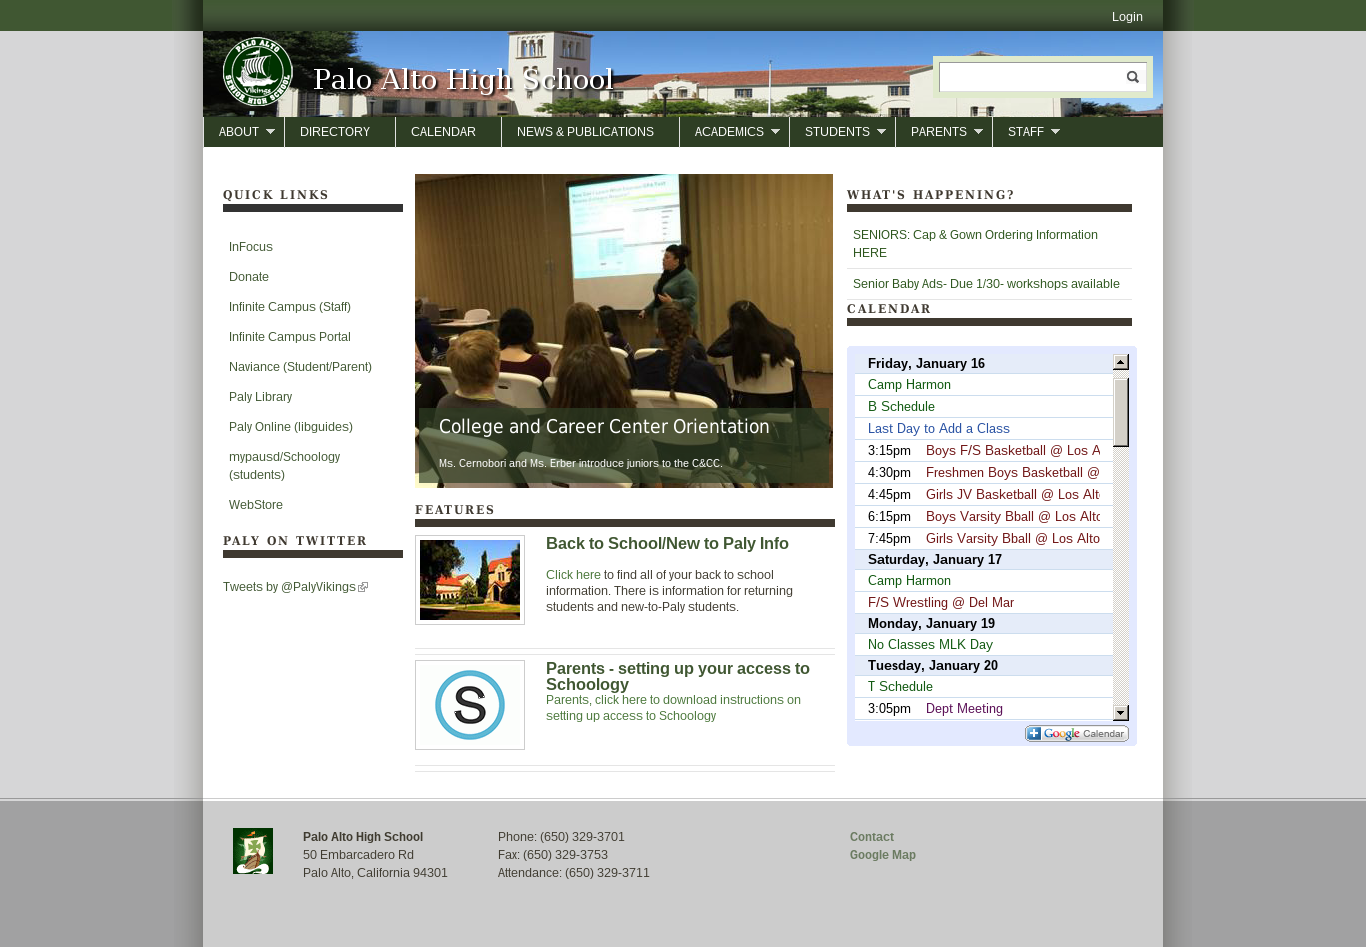 Login
PALO ALTO
Vikings
SENIOR HIGH SCHOOL
Palo Alto High School
ABOUT DIRECTORY CALENDAR NEWS & PUBLICATIONS ACADEMICS STUDENTS PARENTS STAFF
QUICK LINKS
InFocus
Donate
Infinite Campus (Staff)
Infinite Campus Portal
Naviance (Student/Parent)
Paly Library
Paly Online (libguides)
mypausd/Schoology
(students)
WebStore
PALY ON TWITTER
Tweets by @PalyVikings
College and Career Center Orientation
Ms. Cernobori and Ms. Erber introduce juniors to the C&CC.
FEATURES
Back to School/New to Paly Info
Click here to find all of your back to school
information. There is information for returning
students and new-to-Paly students.
S
Parents - setting up your access to
Schoology
Parents, click here to download instructions on
setting up access to Schoology
WHAT'S HAPPENING?
SENIORS: Cap & Gown Ordering Information
HERE
Senior Baby Ads- Due 1/30- workshops available
CALENDAR
Friday, January 16
Camp Harmon
B Schedule
Last Day to Add a Class
3:15pm Boys F/S Basketball @ Los A
4:30pm Freshmen Boys Basketball @
4:45pm Girls JV Basketball @ Los Alto
6:15pm Boys Varsity Bball @ Los Alto
7:45pm Girls Varsity Bball @ Los Alto
Saturday, January 17
Camp Harmon
F/S Wrestling @ Del Mar
Monday, January 19
No Classes MLK Day
Tuesday, January 20
T Schedule
3:05pm Dept Meeting
Google Calendar
Palo Alto High School
50 Embarcadero Rd
Palo Alto, California 94301
Phone: (650) 329-3701
Fax: (650) 329-3753
Attendance: (650) 329-3711
Contact
Google Map